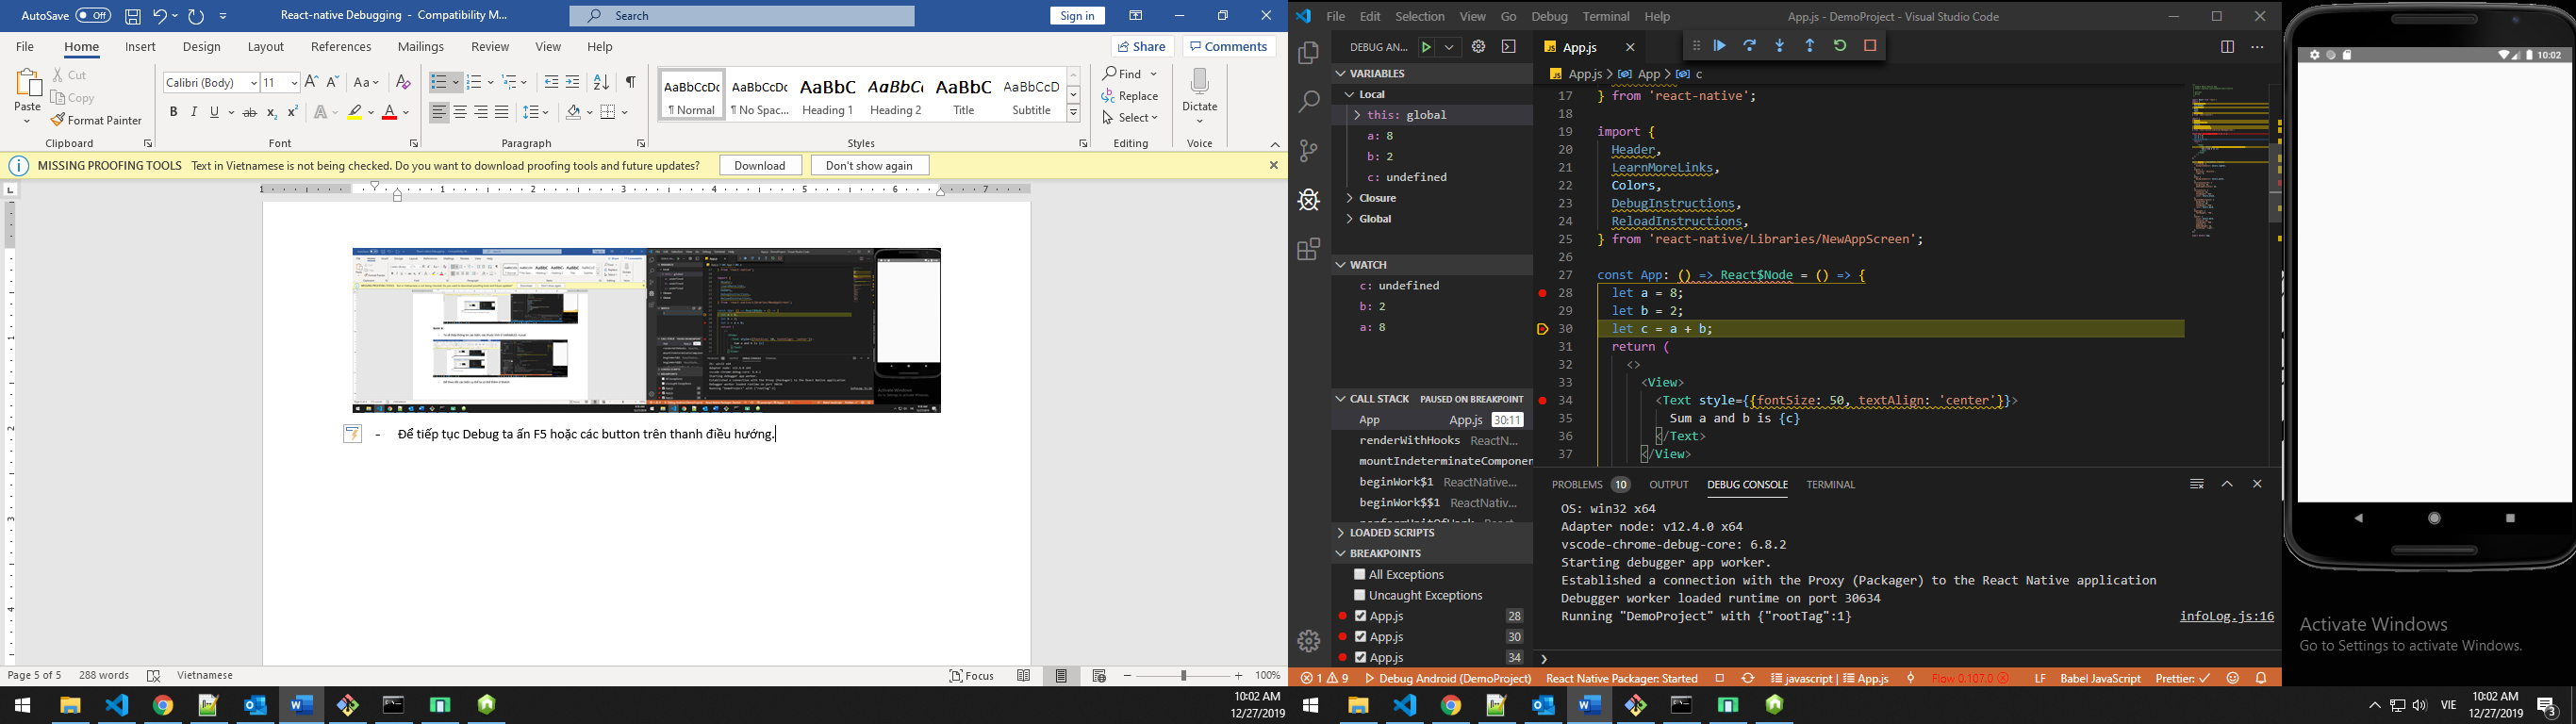 AutoSave Off React-native Debugging - Compatibility M... Search Sign in
File Home Insert Design Layout References Mailings Review View Help Share Comments
Paste Cut Copy Format Painter
Clipboard
Calibri (Body) 11
Font
Paragraph
AaBbCcDc AaBbCcDc AaBbC AaBbCc AaBbC AaBbCcD
¶ Normal ¶ No Spac... Heading 1 Heading 2 Title Subtitle
Styles
Find
Replace
Select
Editing
Dictate
Voice
MISSING PROOFING TOOLS Text in Vietnamese is not being checked. Do you want to download proofing tools and future updates? Download Don't show again
- Để tiếp tục Debug ta ấn F5 hoặc các button trên thanh điều hướng.
Page 5 of 5 288 words Vietnamese Focus 100%
10:02 AM
12/27/2019
File Edit Selection View Go Debug Terminal Help App.js - DemoProject - Visual Studio Code
DEBUG AN...
VARIABLES
Local
this: global
a: 8
b: 2
c: undefined
Closure
Global
WATCH
c: undefined
b: 2
a: 8
CALL STACK PAUSED ON BREAKPOINT
App App.js 30:11
renderWithHooks ReactN...
mountIndeterminateComponen
beginWork$1 ReactNative...
beginWork$$1 ReactNativ...
performUnitOfWork React
LOADED SCRIPTS
BREAKPOINTS
All Exceptions
Uncaught Exceptions
App.js 28
App.js 30
App.js 34
App.js
App.js > App > c
17 } from 'react-native';
18
19 import {
20 Header,
21 LearnMoreLinks,
22 Colors,
23 DebugInstructions,
24 ReloadInstructions,
25 } from 'react-native/Libraries/NewAppScreen';
26
27 const App: () => React$Node = () => {
28 let a = 8;
29 let b = 2;
30 let c = a + b;
31 return (
32 <>
33 <View>
34 <Text style={{fontSize: 50, textAlign: 'center'}}>
35 Sum a and b is {c}
36 </Text>
37 </View>
PROBLEMS 10 OUTPUT DEBUG CONSOLE TERMINAL
OS: win32 x64
Adapter node: v12.4.0 x64
vscode-chrome-debug-core: 6.8.2
Starting debugger app worker.
Established a connection with the Proxy (Packager) to the React Native application
Debugger worker loaded runtime on port 30634
Running "DemoProject" with {"rootTag":1} infoLog.js:16
1 9 Debug Android (DemoProject) React Native Packager: Started javascript | App.js Flow 0.107.0 LF Babel JavaScript Prettier: ✓
10:02
Activate Windows
Go to Settings to activate Windows.
VIE 10:02 AM
12/27/2019 3